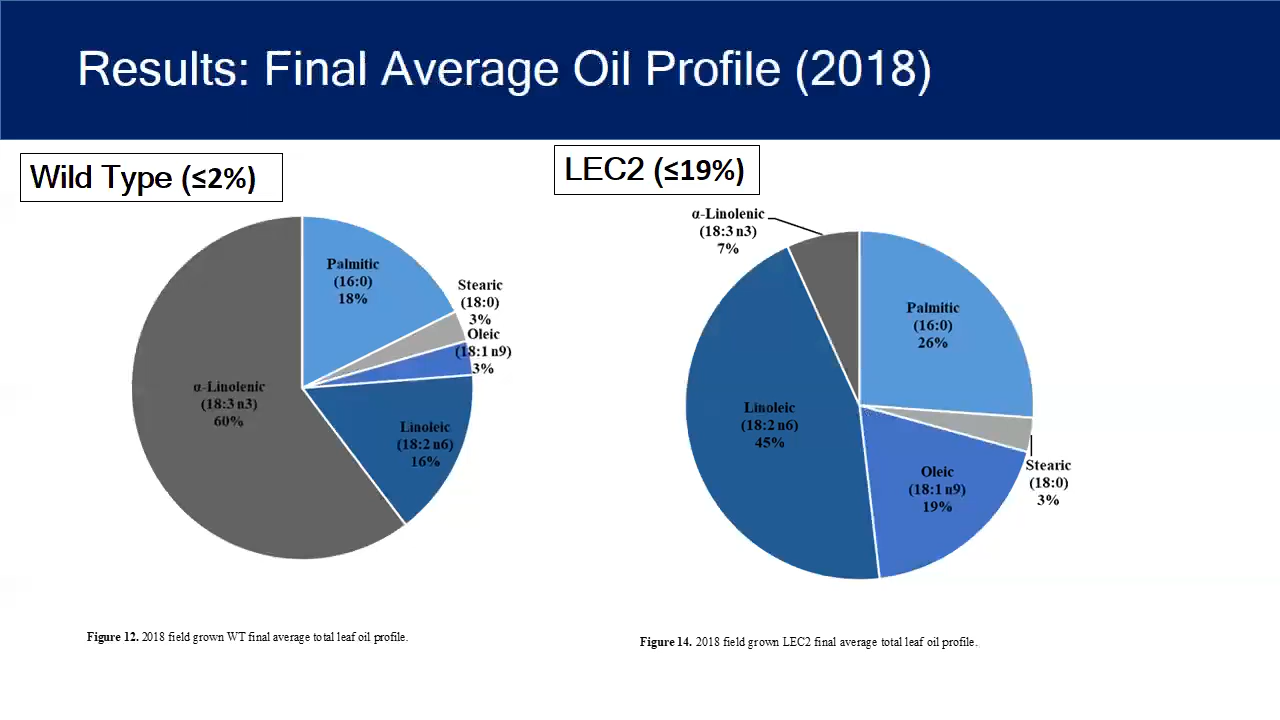 Results: Final Average Oil Profile (2018)
Wild Type (≤2%)
Palmitic
(16:0)
18%
Stearic
(18:0)
3%
Oleic
(18:1 n9)
3%
Linoleic
(18:2 n6)
16%
α-Linolenic
(18:3 n3)
60%
Figure 12. 2018 field grown WT final average total leaf oil profile.
LEC2 (≤19%)
α-Linolenic
(18:3 n3)
7%
Palmitic
(16:0)
26%
Stearic
(18:0)
3%
Oleic
(18:1 n9)
19%
Linoleic
(18:2 n6)
45%
Figure 14. 2018 field grown LEC2 final average total leaf oil profile.